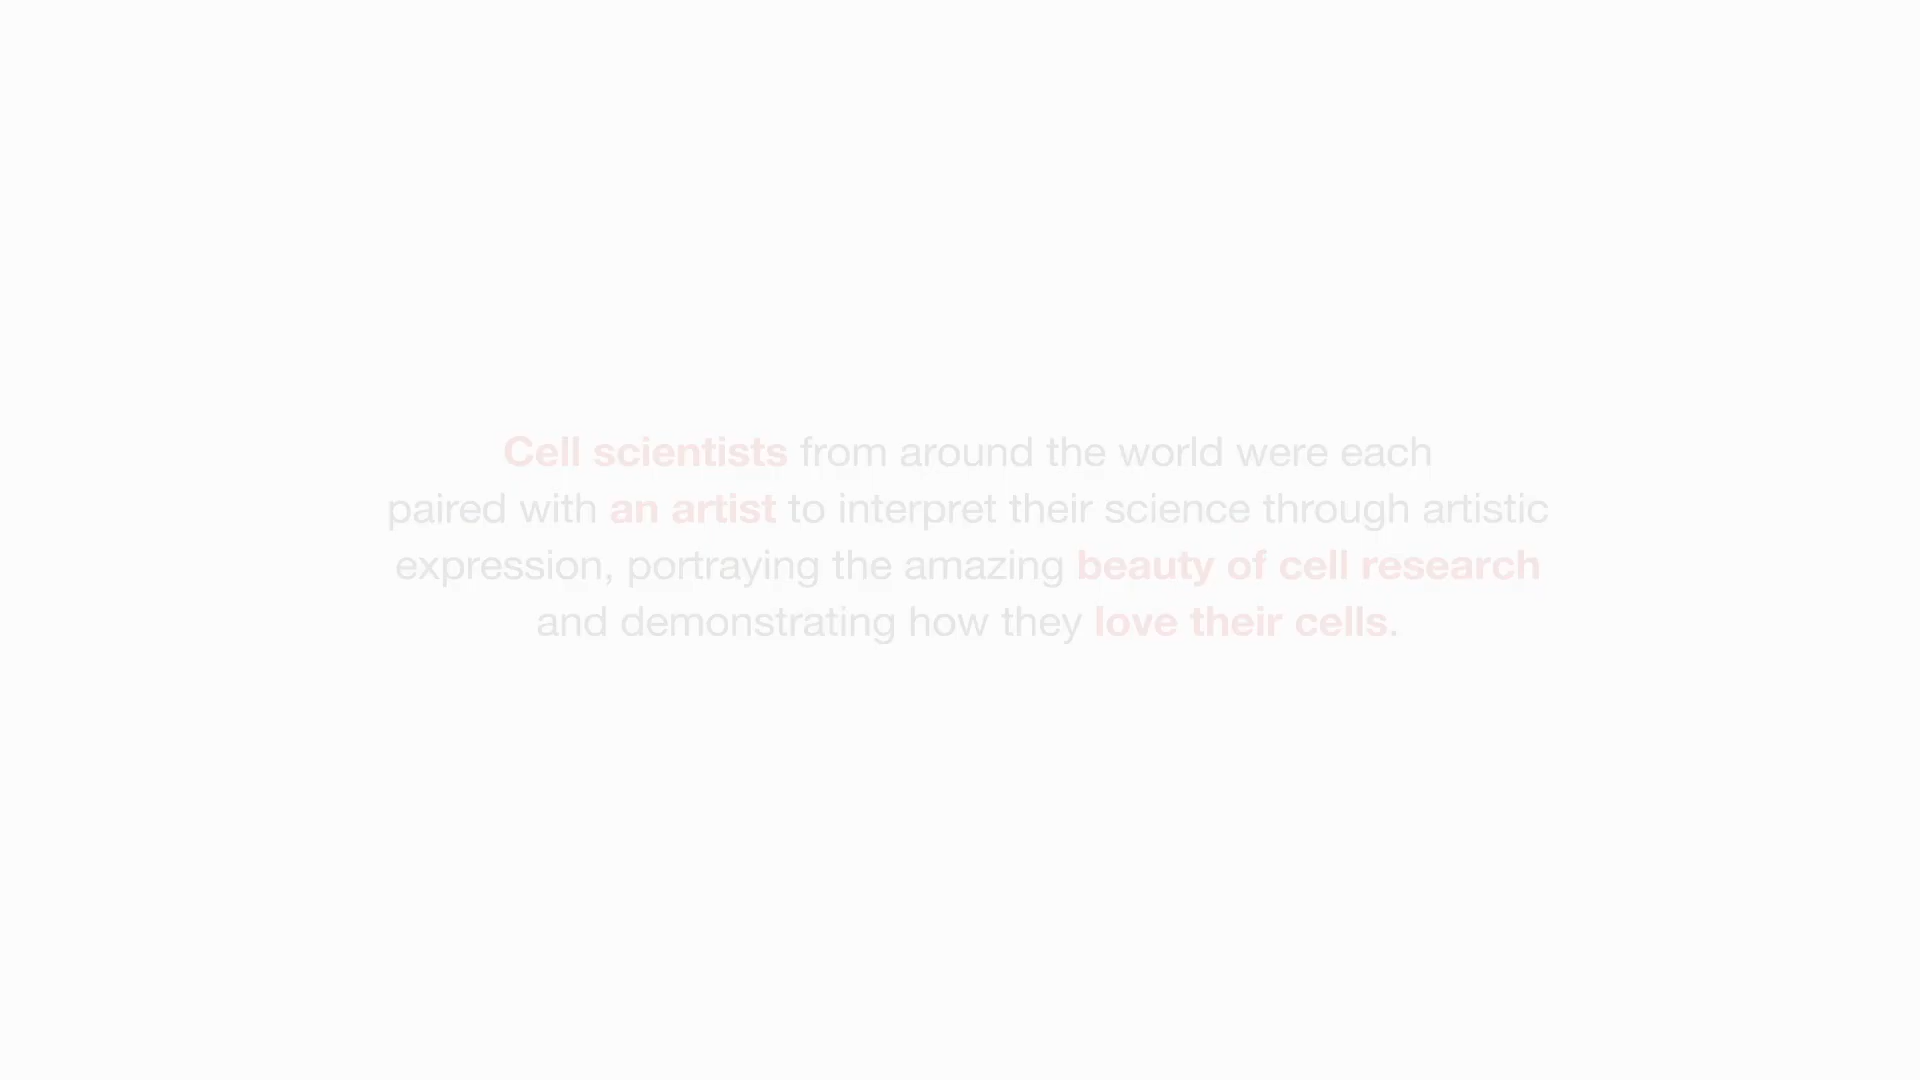 Cell scientists from around the world were each
paired with an artist to interpret their science through artistic
expression, portraying the amazing beauty of cell research
and demonstrating how they love their cells.